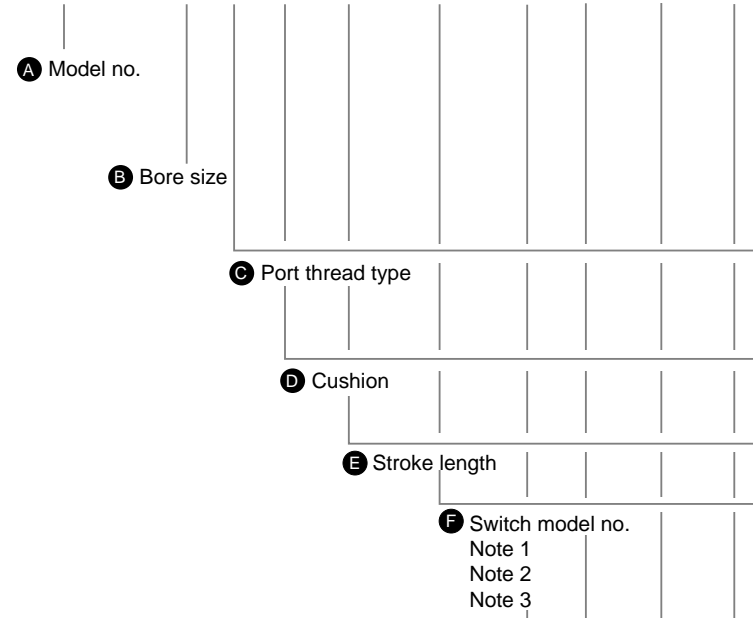 A Model no.
B Bore size
C Port thread type
D Cushion
E Stroke length
F Switch model no.
Note 1
Note 2
Note 3